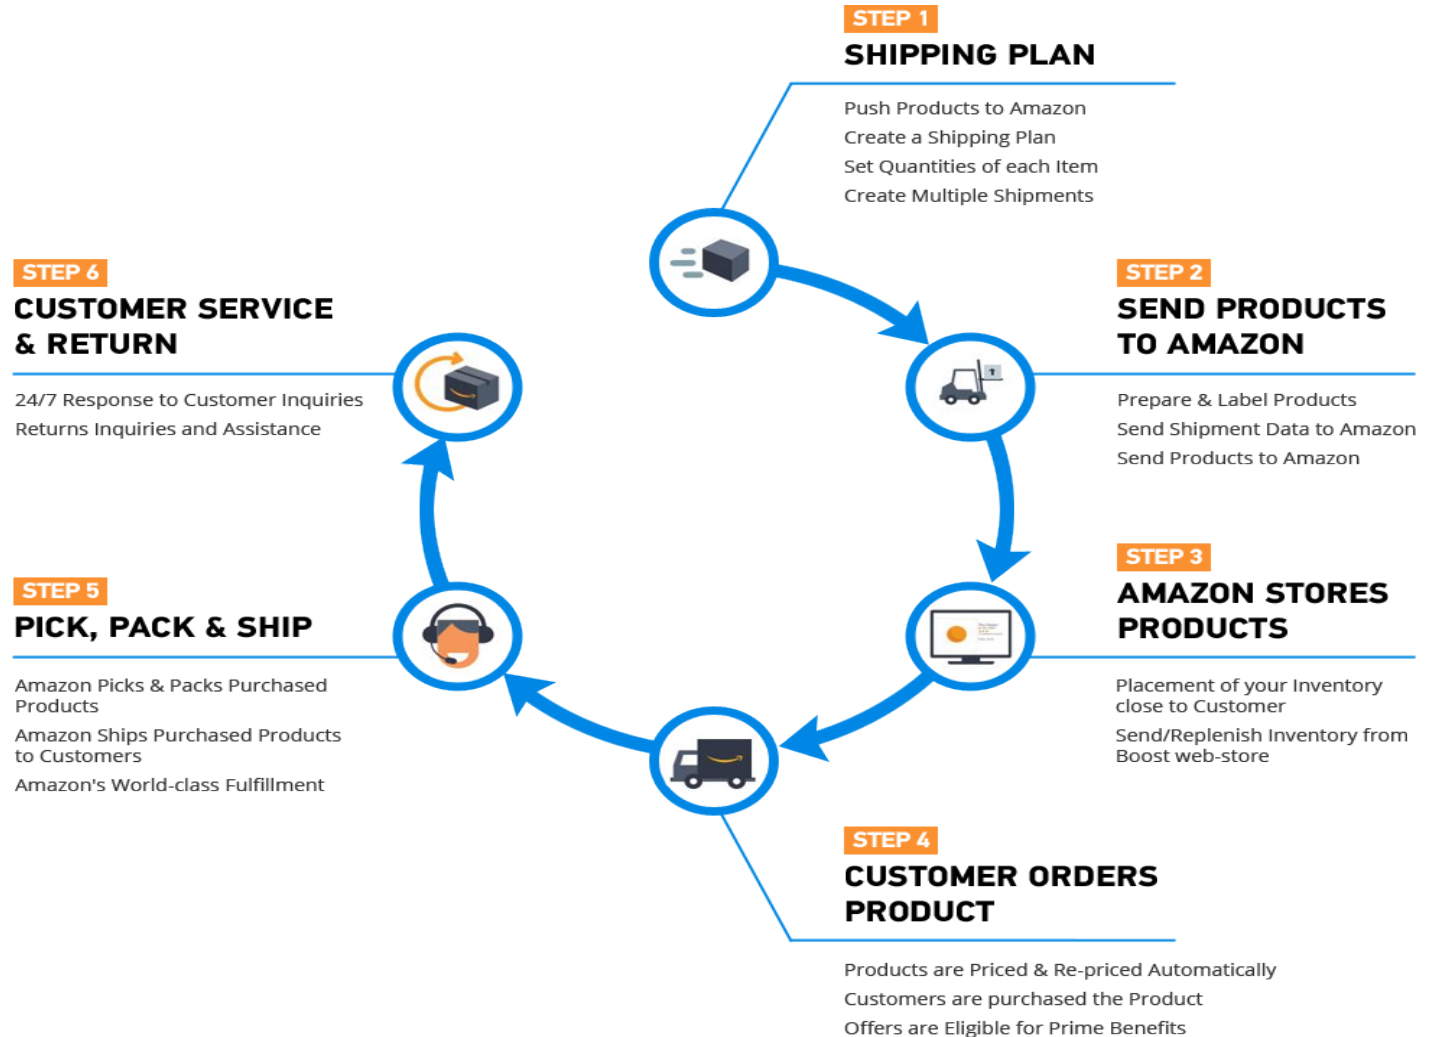 STEP 1
SHIPPING PLAN
Push Products to Amazon
Create a Shipping Plan
Set Quantities of each Item
Create Multiple Shipments
STEP 2
SEND PRODUCTS
TO AMAZON
Prepare & Label Products
Send Shipment Data to Amazon
Send Products to Amazon
STEP 3
AMAZON STORES
PRODUCTS
Placement of your Inventory
close to Customer
Send/Replenish Inventory from
Boost web-store
STEP 4
CUSTOMER ORDERS
PRODUCT
Products are Priced & Re-priced Automatically
Customers are purchased the Product
Offers are Eligible for Prime Benefits
STEP 5
PICK, PACK & SHIP
Amazon Picks & Packs Purchased
Products
Amazon Ships Purchased Products
to Customers
Amazon's World-class Fulfillment
STEP 6
CUSTOMER SERVICE
& RETURN
24/7 Response to Customer Inquiries
Returns Inquiries and Assistance